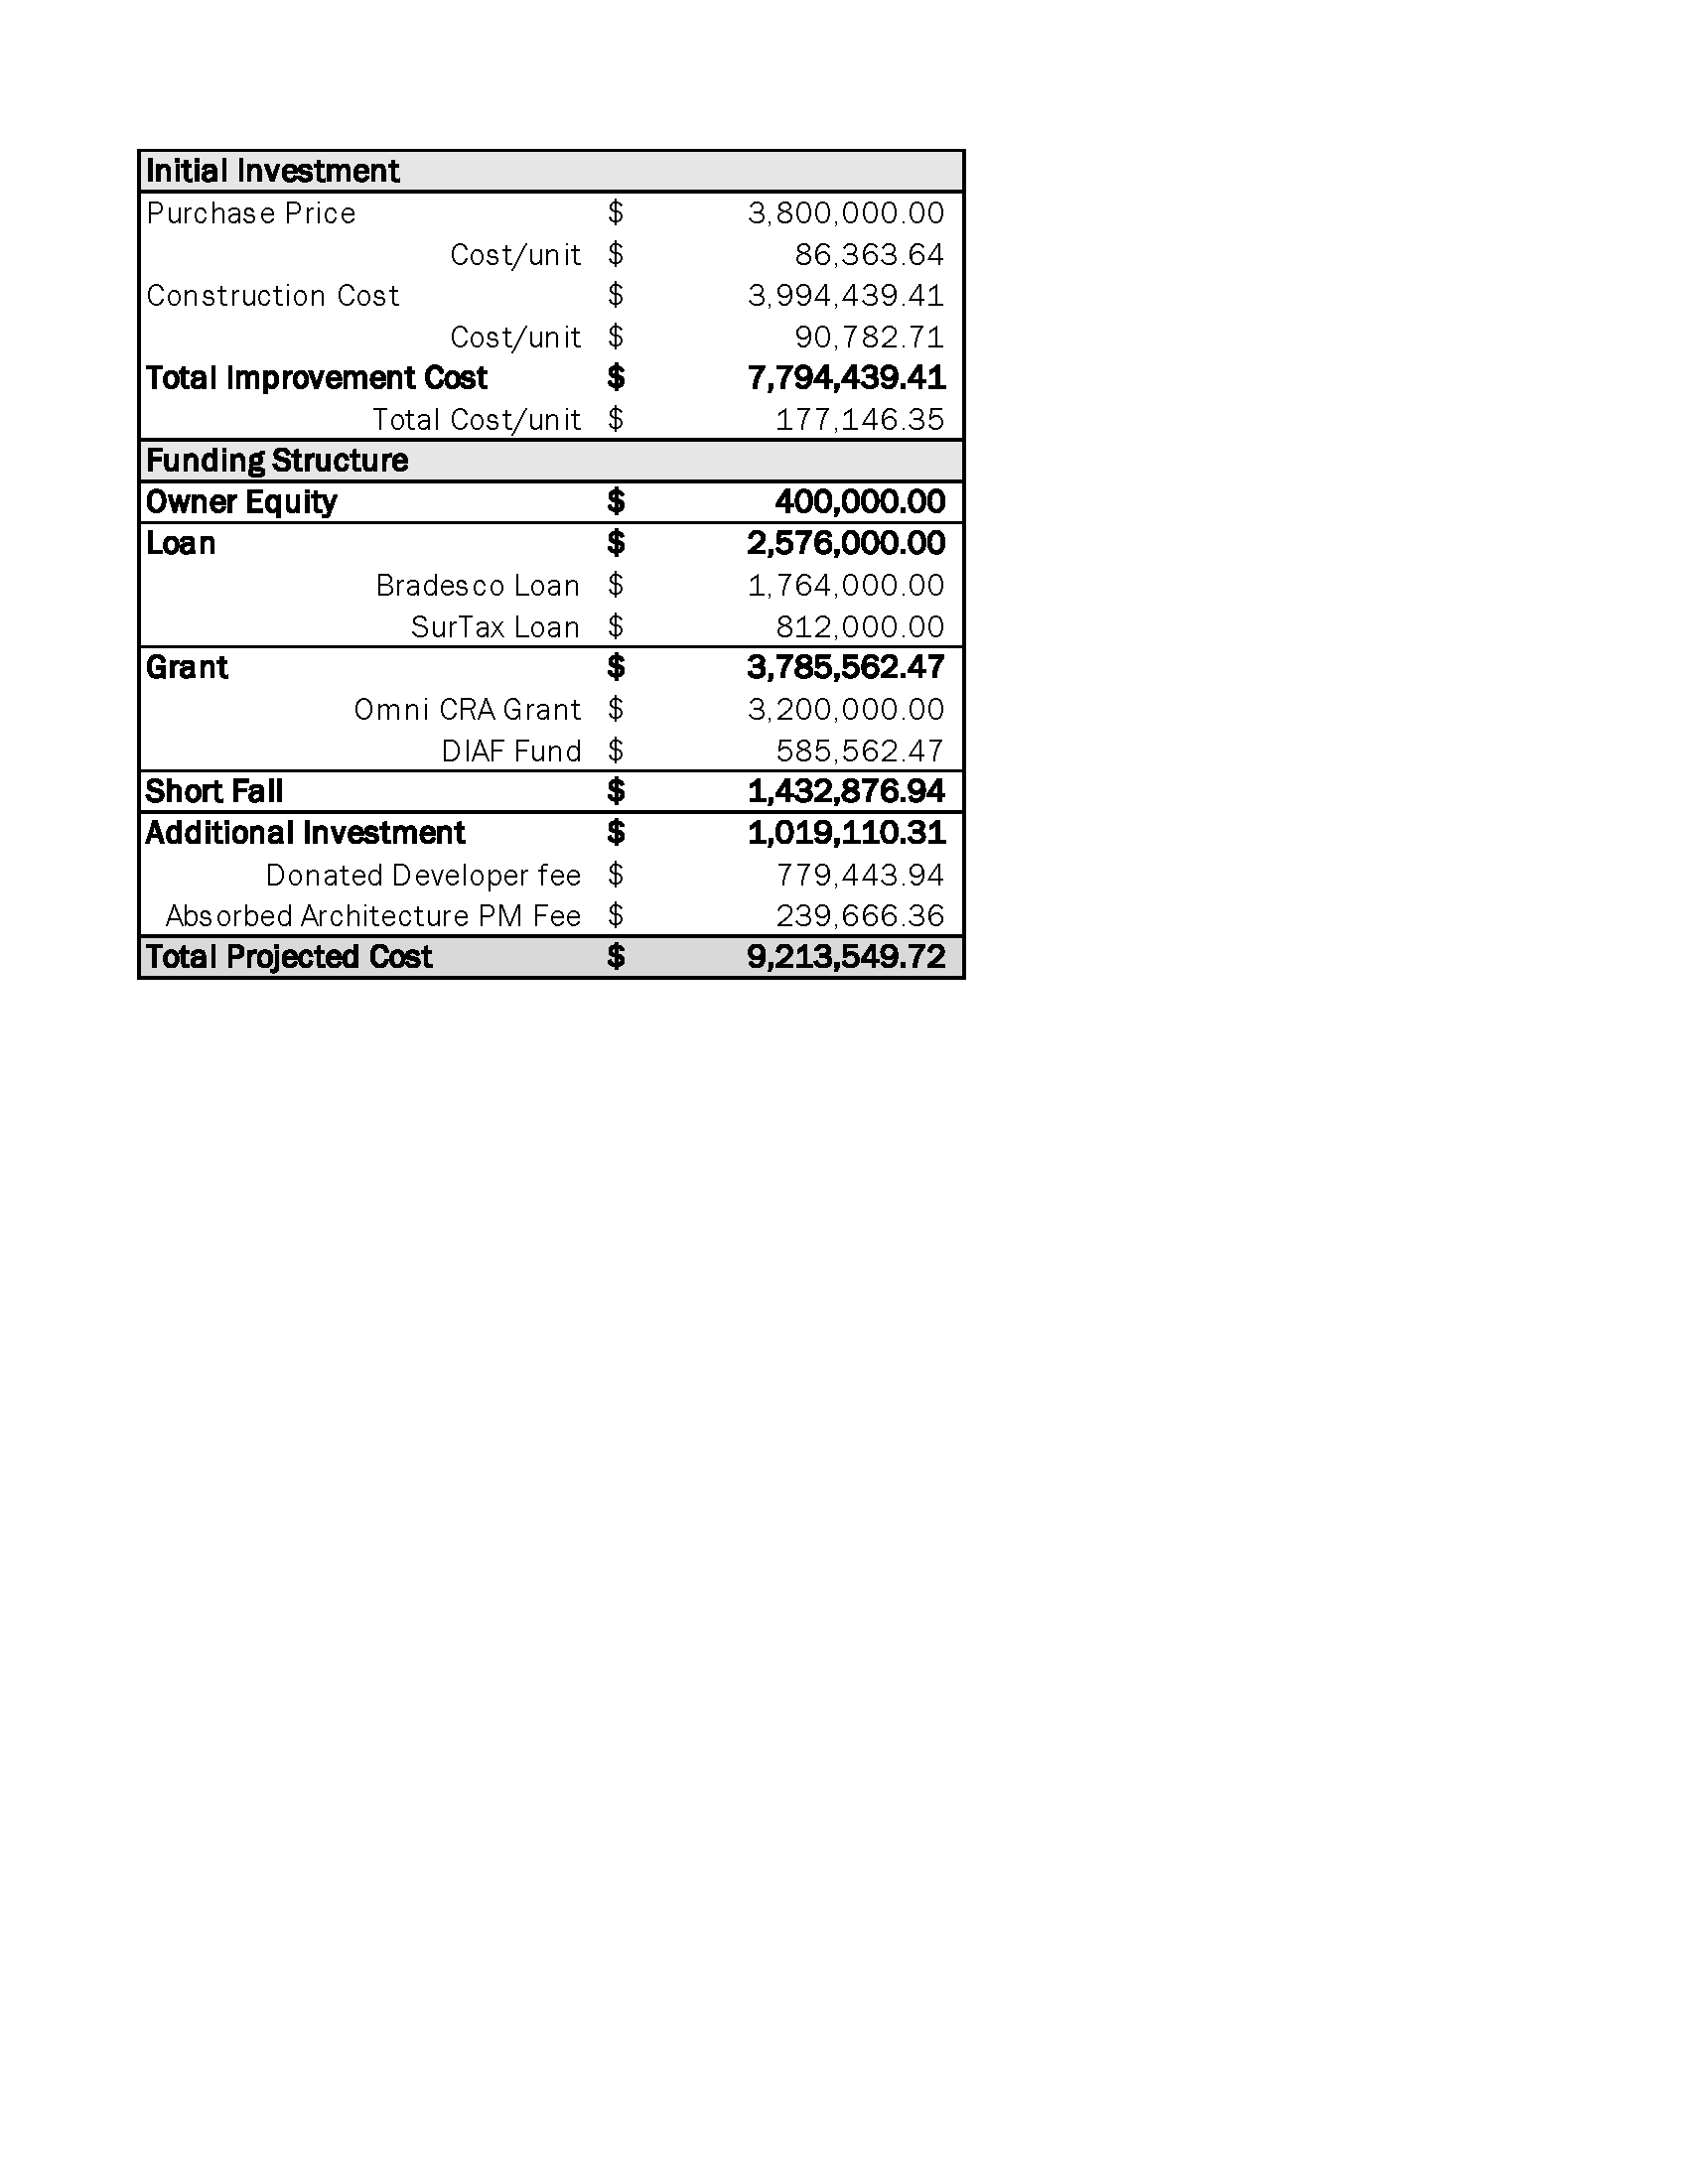 Initial Investment
Purchase Price $ 3,800,000.00
Cost/unit $ 86,363.64
Construction Cost $ 3,994,439.41
Cost/unit $ 90,782.71
Total Improvement Cost $ 7,794,439.41
Total Cost/unit $ 177,146.35
Funding Structure
Owner Equity $ 400,000.00
Loan $ 2,576,000.00
Bradesco Loan $ 1,764,000.00
SurTax Loan $ 812,000.00
Grant $ 3,785,562.47
Omni CRA Grant $ 3,200,000.00
DIAF Fund $ 585,562.47
Short Fall $ 1,432,876.94
Additional Investment $ 1,019,110.31
Donated Developer fee $ 779,443.94
Absorbed Architecture PM Fee $ 239,666.36
Total Projected Cost $ 9,213,549.72